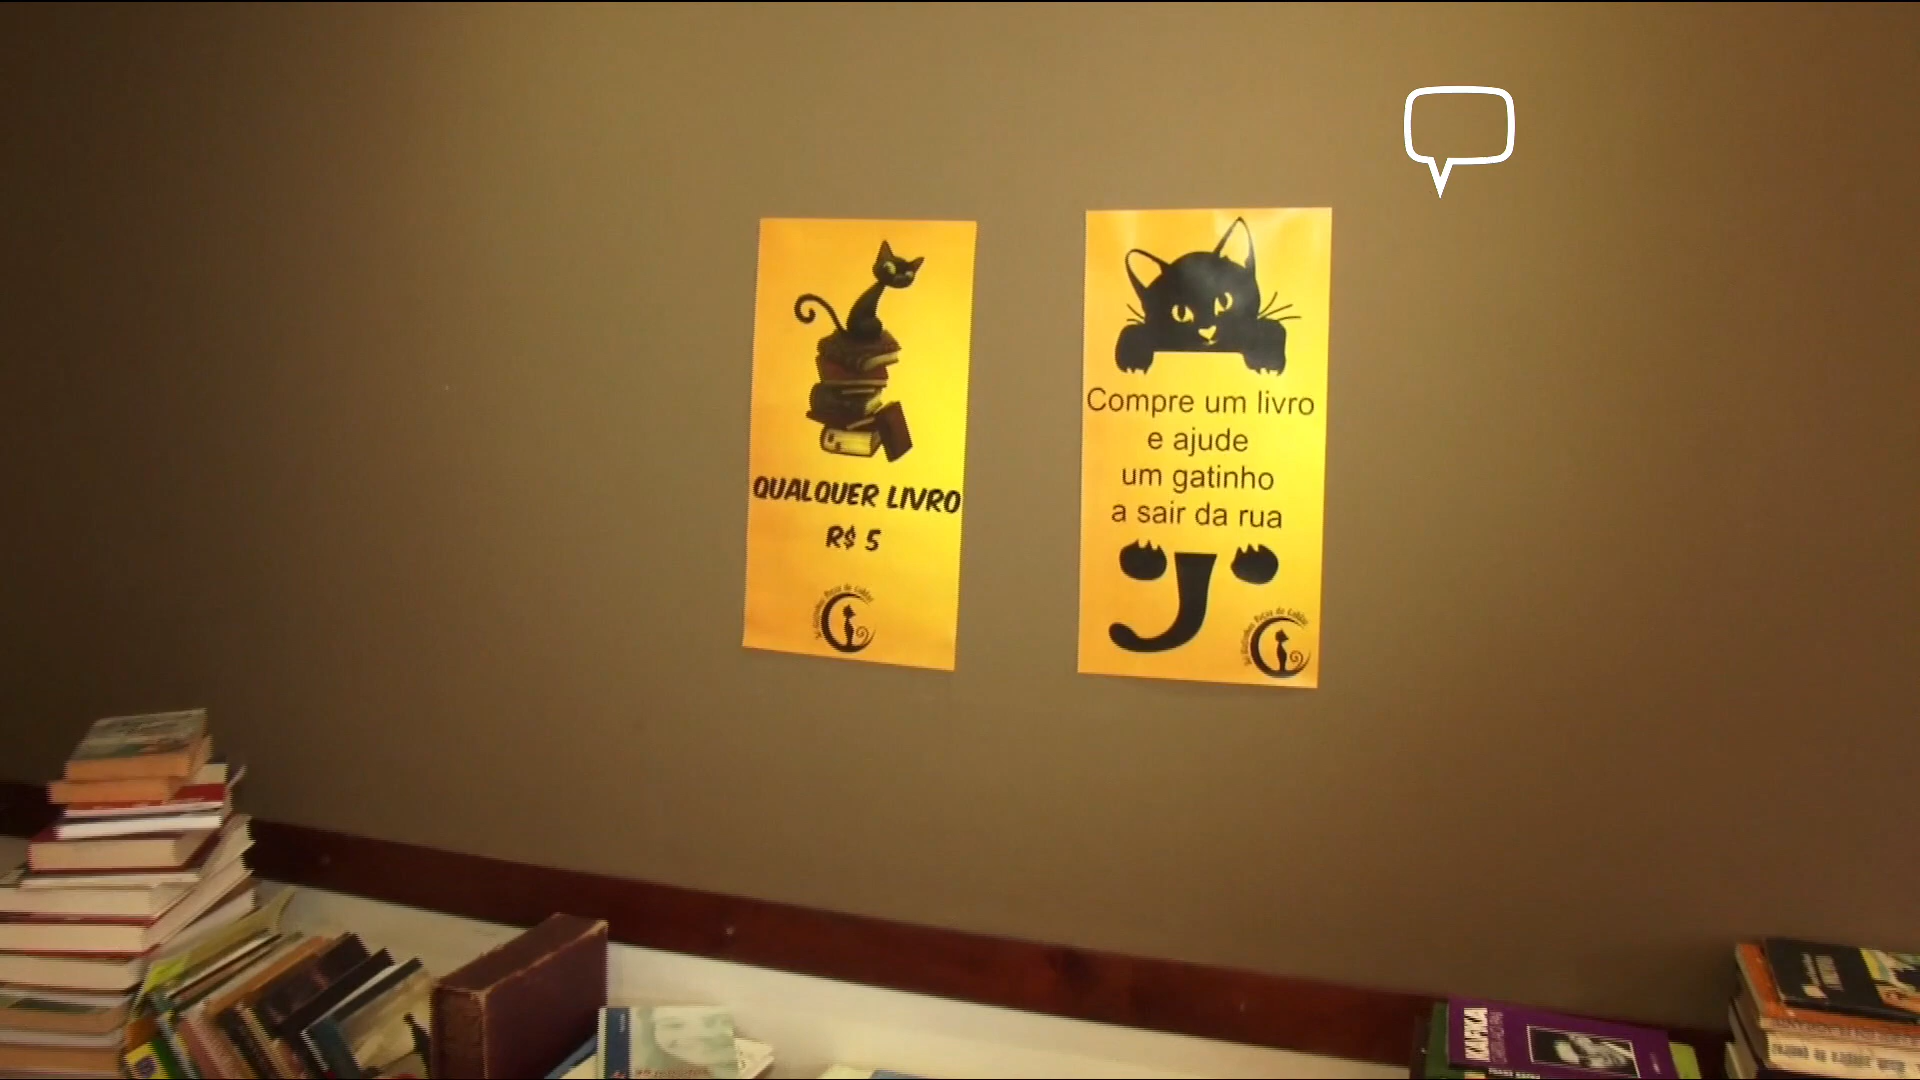 QUALQUER LIVRO
R$ 5
Compre um livro
e ajude
um gatinho
a sair da rua
KAFKA